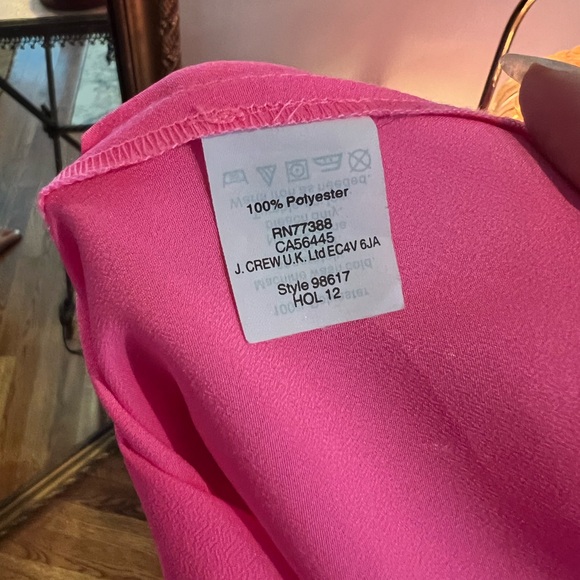 100% Polyester
RN77388
CA56445
J. CREW U.K. Ltd EC4V 6JA
Style 98617
HOL 12